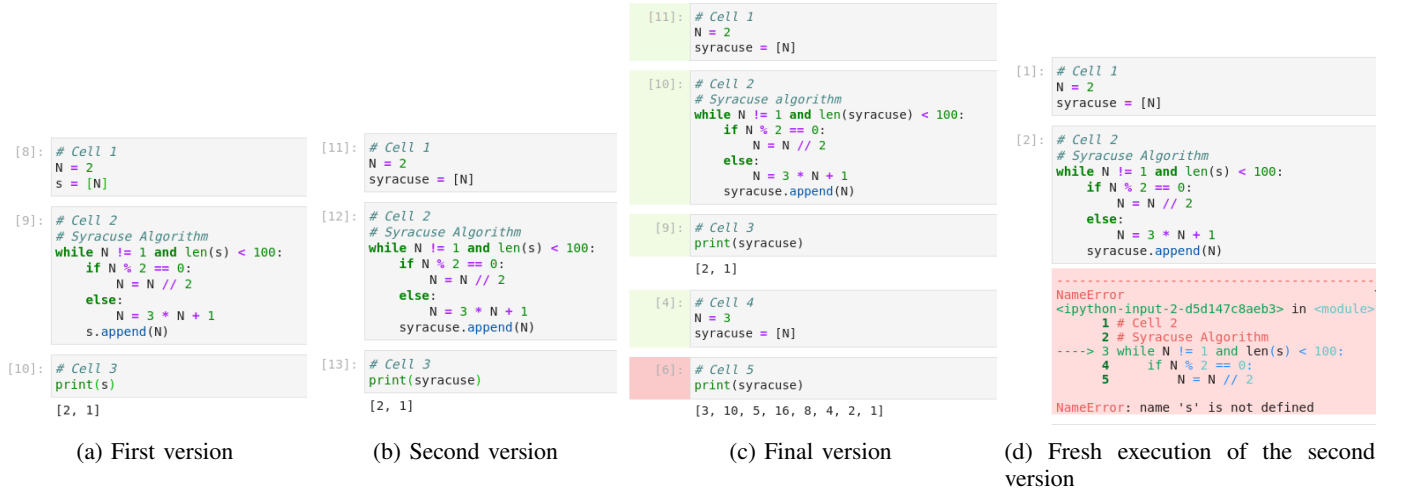 [8]: # Cell 1
N = 2
s = [N]
[9]: # Cell 2
# Syracuse Algorithm
while N != 1 and len(s) < 100:
    if N % 2 == 0:
        N = N // 2
    else:
        N = 3 * N + 1
    s.append(N)
[10]: # Cell 3
print(s)
[2, 1]
(a) First version
[11]: # Cell 1
N = 2
syracuse = [N]
[12]: # Cell 2
# Syracuse Algorithm
while N != 1 and len(s) < 100:
    if N % 2 == 0:
        N = N // 2
    else:
        N = 3 * N + 1
    syracuse.append(N)
[13]: # Cell 3
print(syracuse)
[2, 1]
(b) Second version
[11]: # Cell 1
N = 2
syracuse = [N]
[10]: # Cell 2
# Syracuse algorithm
while N != 1 and len(syracuse) < 100:
    if N % 2 == 0:
        N = N // 2
    else:
        N = 3 * N + 1
    syracuse.append(N)
[9]: # Cell 3
print(syracuse)
[2, 1]
[4]: # Cell 4
N = 3
syracuse = [N]
[6]: # Cell 5
print(syracuse)
[3, 10, 5, 16, 8, 4, 2, 1]
(c) Final version
[1]: # Cell 1
N = 2
syracuse = [N]
[2]: # Cell 2
# Syracuse Algorithm
while N != 1 and len(s) < 100:
    if N % 2 == 0:
        N = N // 2
    else:
        N = 3 * N + 1
    syracuse.append(N)
---------------------------------------------
NameError
<ipython-input-2-d5d147c8aeb3> in <module>
      1 # Cell 2
      2 # Syracuse Algorithm
----> 3 while N != 1 and len(s) < 100:
      4     if N % 2 == 0:
      5         N = N // 2
NameError: name 's' is not defined
(d) Fresh execution of the second
version